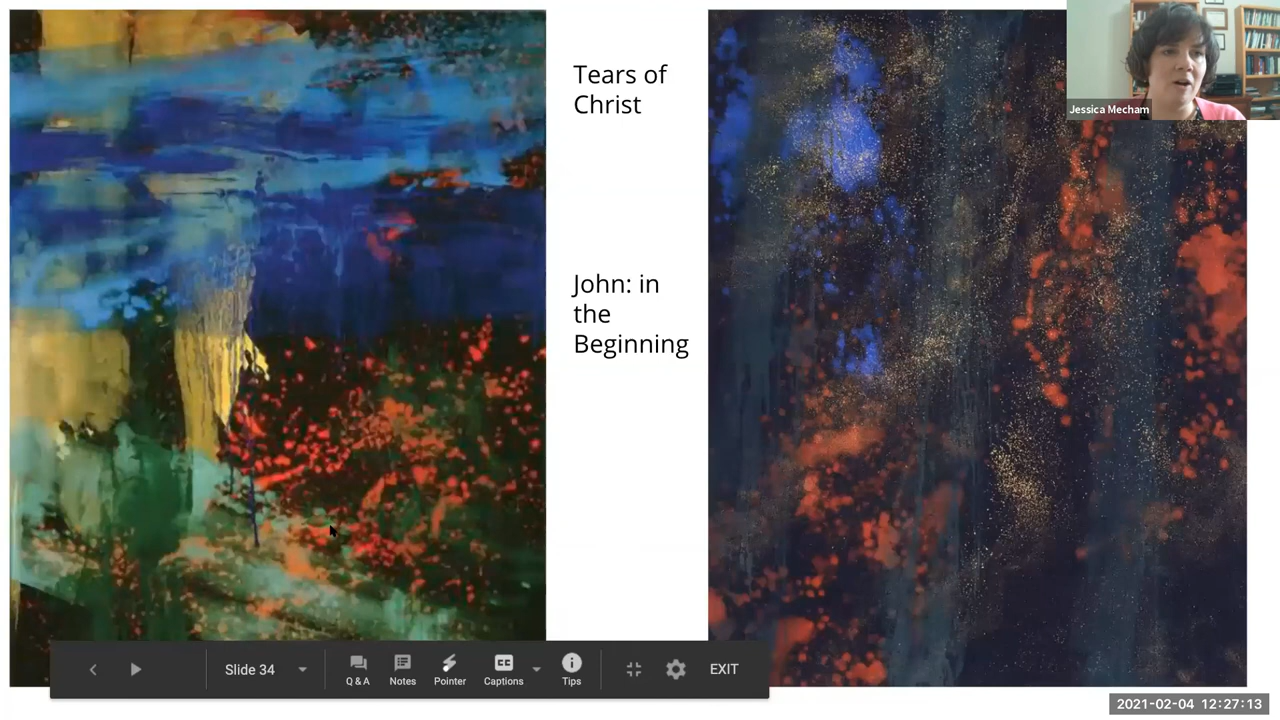 Tears of
Christ
John: in
the
Beginning
Jessica Mecham
Slide 34
Q & A
Notes
Pointer
CC
Captions
Tips
EXIT
2021-02-04 12:27:13